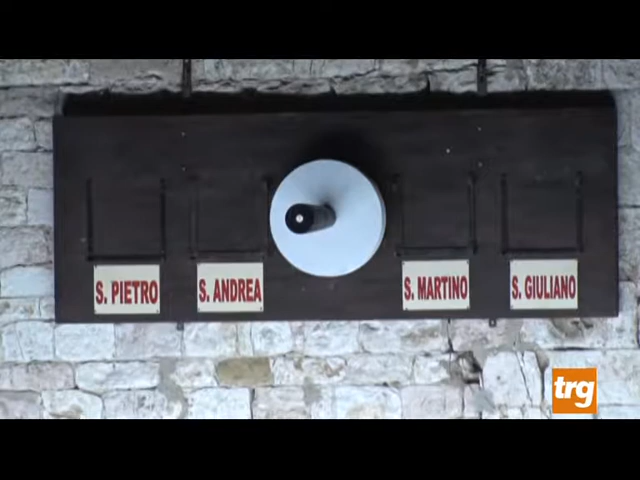 S. PIETRO
S. ANDREA
S. MARTINO
S. GIULIANO
trg